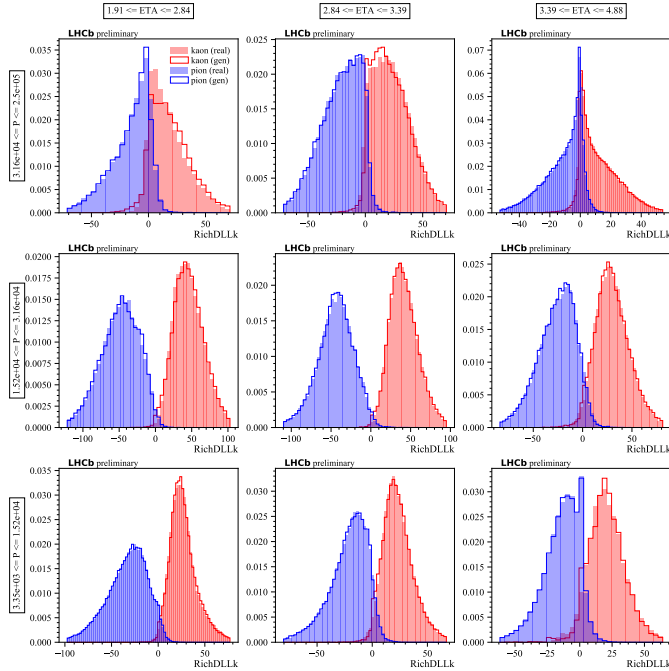 1.91 <= ETA <= 2.84
2.84 <= ETA <= 3.39
3.39 <= ETA <= 4.88
3.16e+04 <= P <= 2.5e+05
LHCb preliminary
0.035
0.030
0.025
0.020
0.015
0.010
0.005
0.000
−50 0 50
RichDLLk
kaon (real)
kaon (gen)
pion (real)
pion (gen)
LHCb preliminary
0.025
0.020
0.015
0.010
0.005
0.000
−50 0 50
RichDLLk
LHCb preliminary
0.07
0.06
0.05
0.04
0.03
0.02
0.01
0.00
−40 −20 0 20 40
RichDLLk
1.52e+04 <= P <= 3.16e+04
LHCb preliminary
0.0200
0.0175
0.0150
0.0125
0.0100
0.0075
0.0050
0.0025
0.0000
−100 −50 0 50 100
RichDLLk
LHCb preliminary
0.020
0.015
0.010
0.005
0.000
−100 −50 0 50 100
RichDLLk
LHCb preliminary
0.025
0.020
0.015
0.010
0.005
0.000
−50 0 50
RichDLLk
3.35e+03 <= P <= 1.52e+04
LHCb preliminary
0.035
0.030
0.025
0.020
0.015
0.010
0.005
0.000
−100 −50 0 50
RichDLLk
LHCb preliminary
0.030
0.025
0.020
0.015
0.010
0.005
0.000
−50 0 50
RichDLLk
LHCb preliminary
0.030
0.025
0.020
0.015
0.010
0.005
0.000
−50 −25 0 25 50
RichDLLk